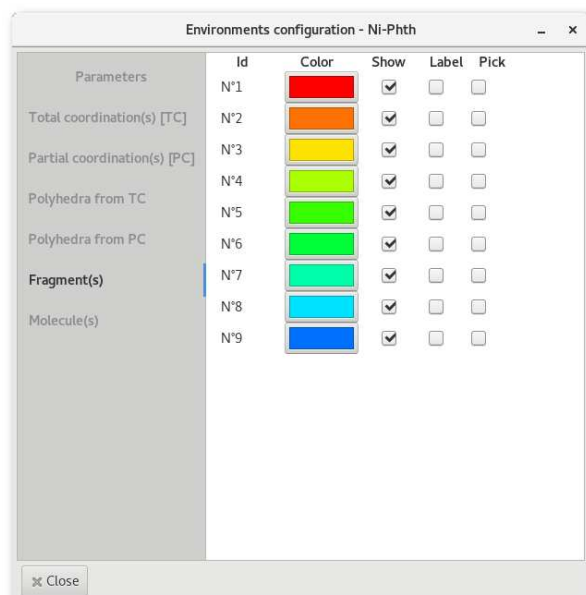 Environments configuration - Ni-Phth
Parameters
Total coordination(s) [TC]
Partial coordination(s) [PC]
Polyhedra from TC
Polyhedra from PC
Fragment(s)
Molecule(s)
Id Color Show Label Pick
N°1
N°2
N°3
N°4
N°5
N°6
N°7
N°8
N°9
Close